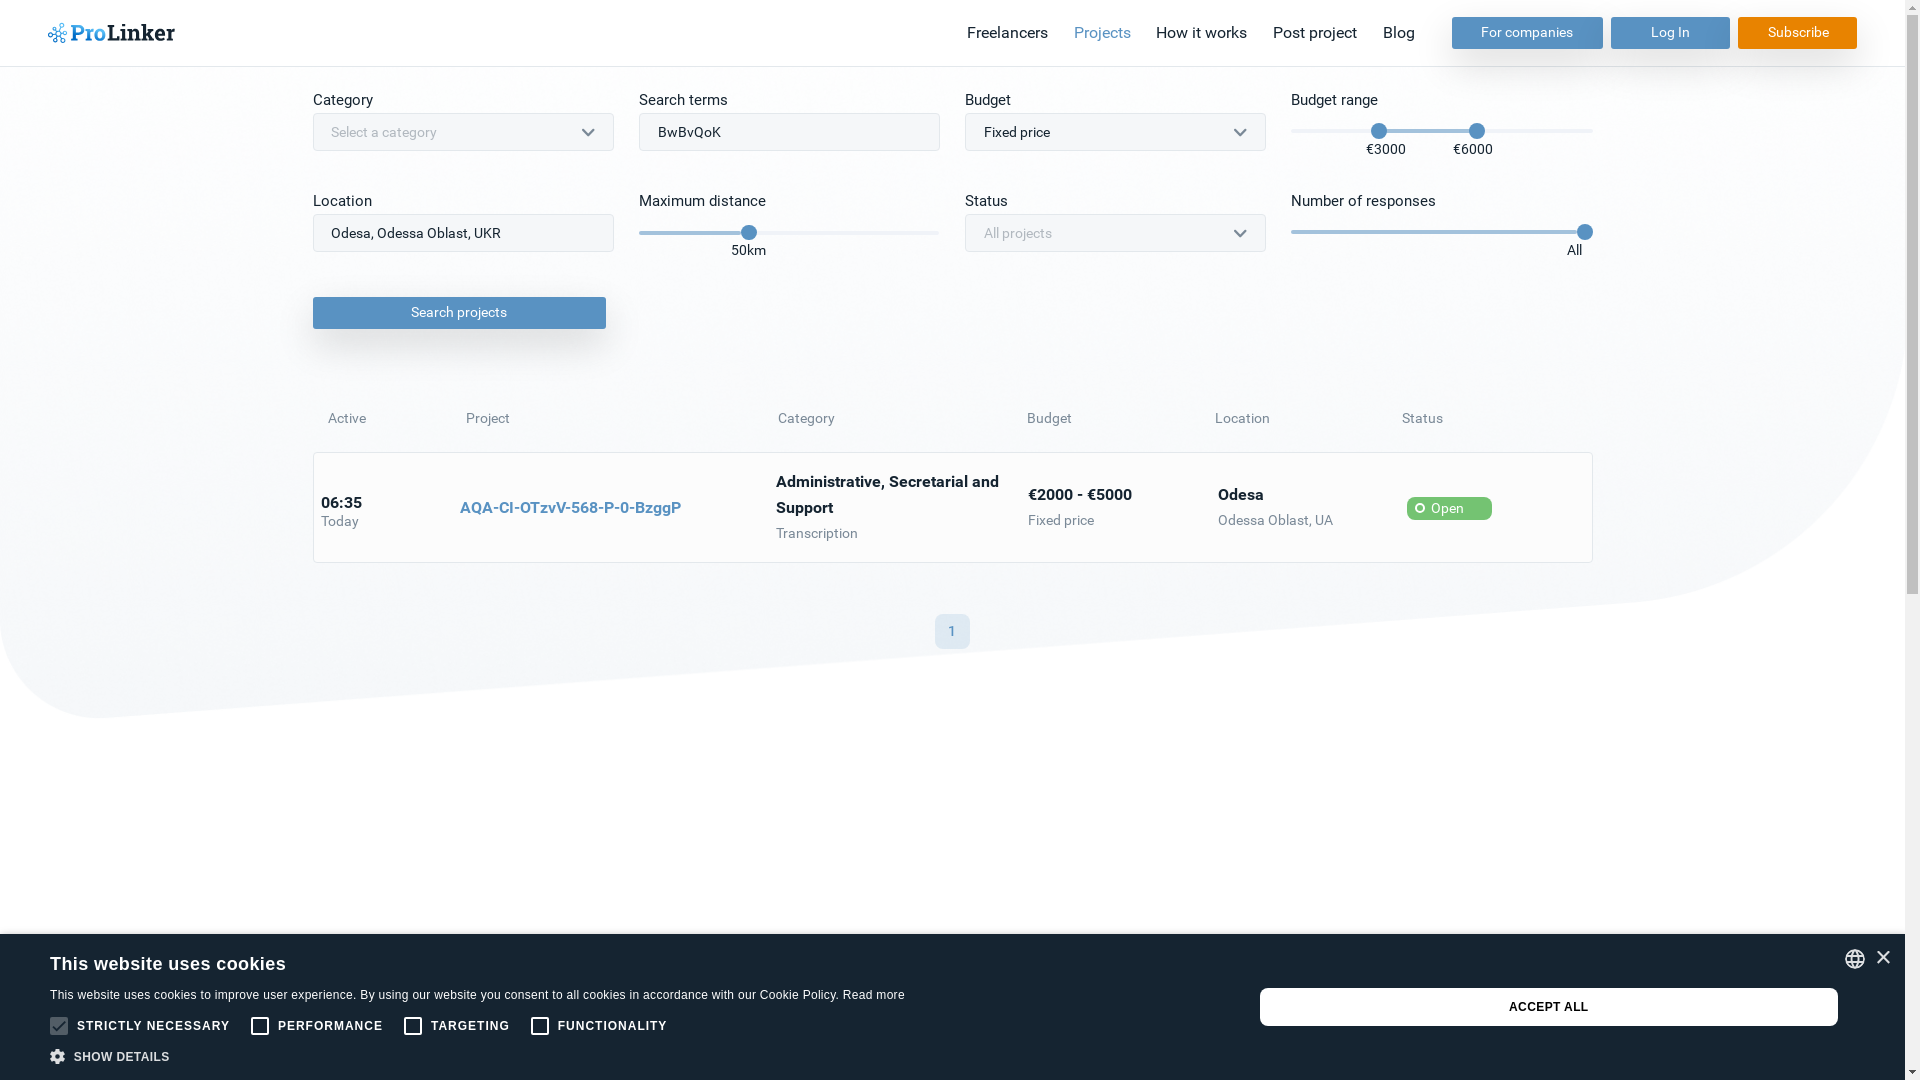 ProLinker
Freelancers Projects How it works Post project Blog For companies Log In Subscribe
Category Search terms Budget Budget range
Select a category BwBvQoK Fixed price
€3000 €6000
Location Maximum distance Status Number of responses
Odesa, Odessa Oblast, UKR All projects
50km All
Search projects
Active Project Category Budget Location Status
06:35
Today
AQA-CI-OTzvV-568-P-0-BzggP
Administrative, Secretarial and
Support
Transcription
€2000 - €5000
Fixed price
Odesa
Odessa Oblast, UA
Open
1
This website uses cookies
This website uses cookies to improve user experience. By using our website you consent to all cookies in accordance with our Cookie Policy. Read more
STRICTLY NECESSARY PERFORMANCE TARGETING FUNCTIONALITY
SHOW DETAILS
ACCEPT ALL